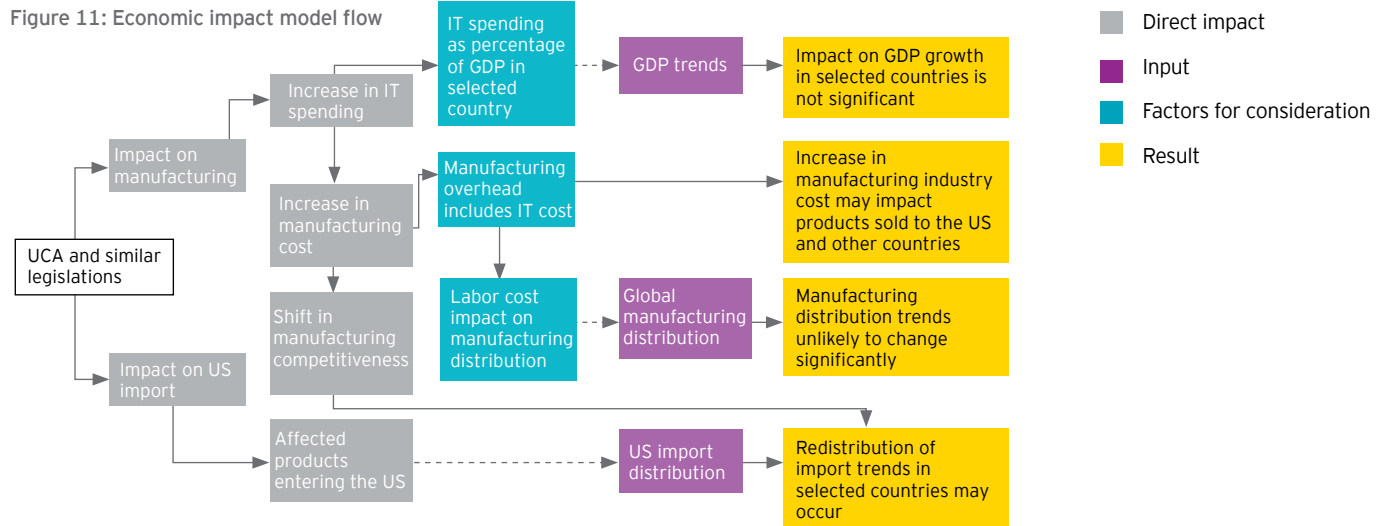 Figure 11: Economic impact model flow
IT spending
as percentage
of GDP in
selected
country
GDP trends
Impact on GDP growth
in selected countries is
not significant
Increase in IT
spending
Impact on
manufacturing
Increase in
manufacturing
cost
Manufacturing
overhead
includes IT cost
Increase in
manufacturing industry
cost may impact
products sold to the US
and other countries
UCA and similar
legislations
Shift in
manufacturing
competitiveness
Labor cost
impact on
manufacturing
distribution
Global
manufacturing
distribution
Manufacturing
distribution trends
unlikely to change
significantly
Impact on US
import
Affected
products
entering the US
US import
distribution
Redistribution of
import trends in
selected countries may
occur
Direct impact
Input
Factors for consideration
Result